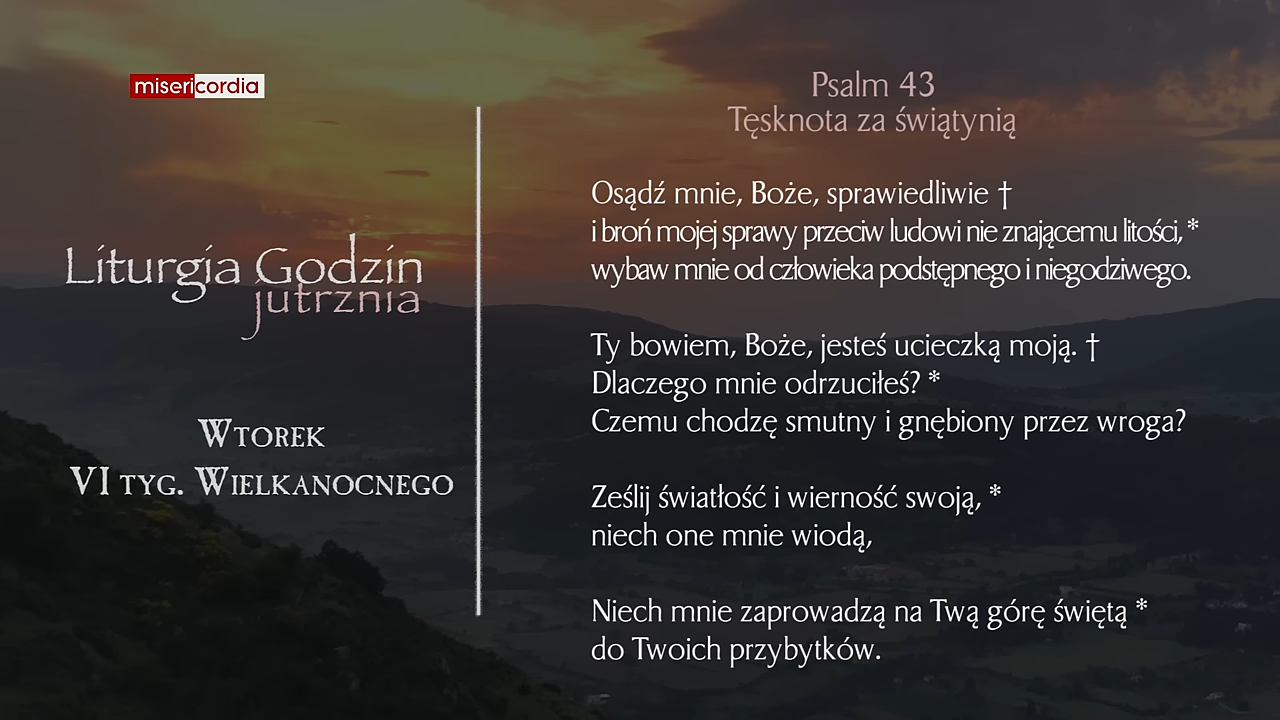 misericordia
Liturgia Godzin
jutrznia
Wtorek
VI tyg. Wielkanocnego
Psalm 43
Tęsknota za świątynią
Osądź mnie, Boże, sprawiedliwie †
i broń mojej sprawy przeciw ludowi nie znającemu litości, *
wybaw mnie od człowieka podstępnego i niegodziwego.
Ty bowiem, Boże, jesteś ucieczką moją. †
Dlaczego mnie odrzuciłeś? *
Czemu chodzę smutny i gnębiony przez wroga?
Ześlij światłość i wierność swoją, *
niech one mnie wiodą,
Niech mnie zaprowadzą na Twą górę świętą *
do Twoich przybytków.